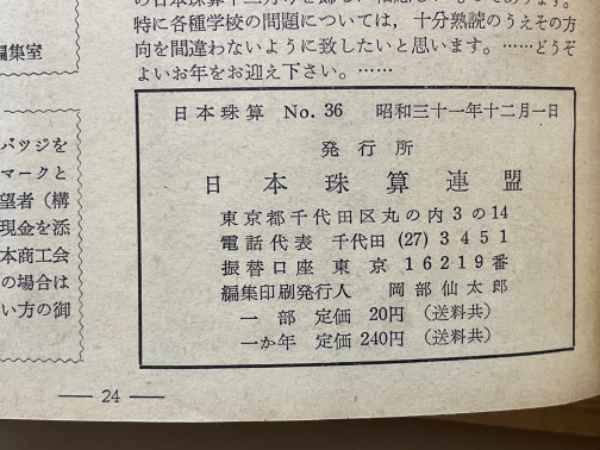 特に各種学校の問題については，十分熟読のうえその方
向を間違わないように致したいと思います。……どうぞ
よいお年をお迎え下さい。……
編集室
バッジを
マークと
望者（構
現金を添
本商工会
の場合は
い方の御
日本珠算 No. 36 昭和三十一年十二月一日
発行所
日本珠算連盟
東京都千代田区丸の内3の14
電話代表 千代田 (27) 3451
振替口座 東京 16219番
編集印刷発行人 岡部仙太郎
一部 定価 20円 （送料共）
一か年 定価 240円 （送料共）
— 24 —